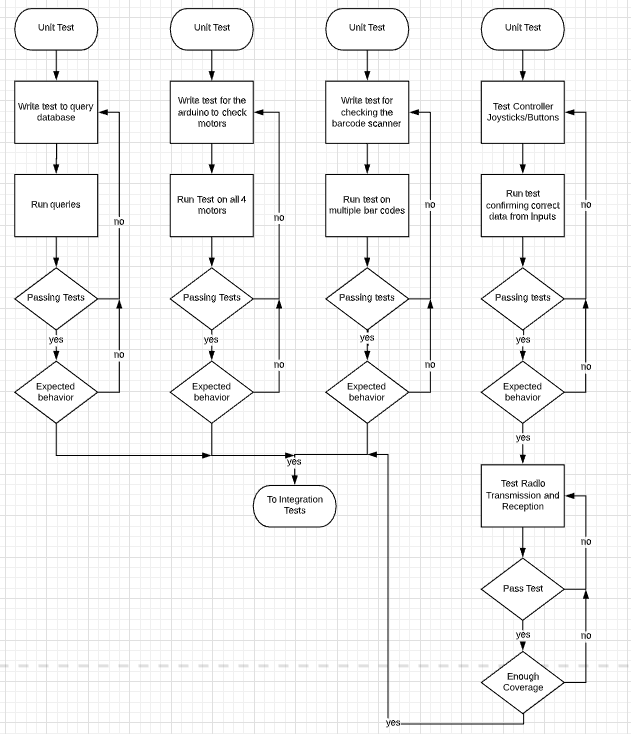 Unit Test
Unit Test
Unit Test
Unit Test
Write test to query
database
Write test for the
arduino to check
motors
Write test for
checking the
barcode scanner
Test Controller
Joysticks/Buttons
Run queries
Run Test on all 4
motors
Run test on
multiple bar codes
Run test
confirming correct
data from Inputs
no
no
no
no
Passing Tests
Passing Tests
Passing tests
Passing tests
yes
yes
yes
yes
no
no
no
no
Expected
behavior
Expected
behavior
Expected
behavior
Expected
behavior
yes
yes
To Integration
Tests
Test Radio
Transmission and
Reception
no
Pass Test
yes
no
Enough
Coverage
yes